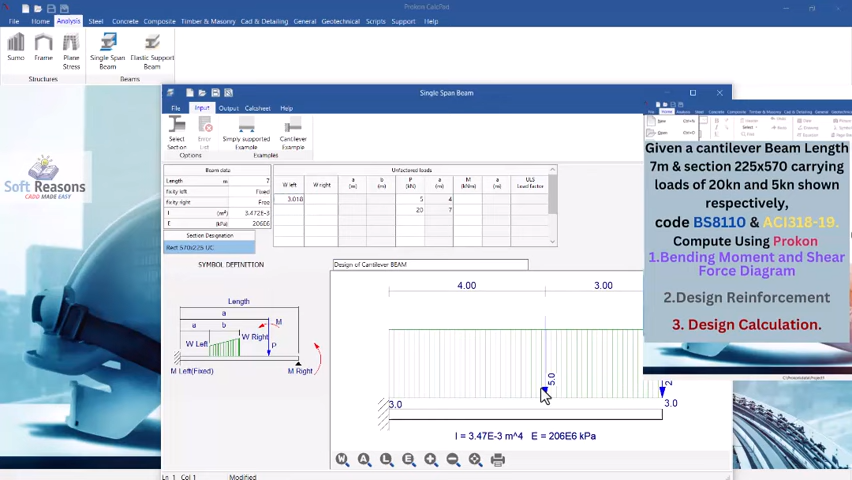 Prokon CalcPad
File Home Analysis Steel Concrete Composite Timber & Masonry Cad & Detailing General Geotechnical Scripts Support Help
Sumo Frame Plane Stress Single Span Beam Elastic Support Beam
Structures Beams
Single Span Beam
File Input Output Calcsheet Help
Select Section Error List Simply supported Example Cantilever Example
Options Examples
Beam data
Length m 7
fixity left Fixed
fixity right Free
I (m⁴) 3.472E-3
E (kPa) 206E6
Section Designation
Rect 570x225 UC
Unfactored loads
W left W right a (m) b (m) P (kN) a (m) M (kNm) a (m) ULS Load Factor
3.018 5 4
20 7
SYMBOL DEFINITION
Design of Cantilever BEAM
Length
a
a b M
W Left W Right P
M Left(Fixed) M Right
4.00 3.00
5.0
3.0 3.0
I = 3.47E-3 m^4 E = 206E6 kPa
W A L E
Ln 1 Col 1 Modified
Soft Reasons
CADD MADE EASY
Given a cantilever Beam Length
7m & section 225x570 carrying
loads of 20kn and 5kn shown
respectively,
code BS8110 & ACI318-19.
Compute Using Prokon
1.Bending Moment and Shear
Force Diagram
2.Design Reinforcement
3. Design Calculation.